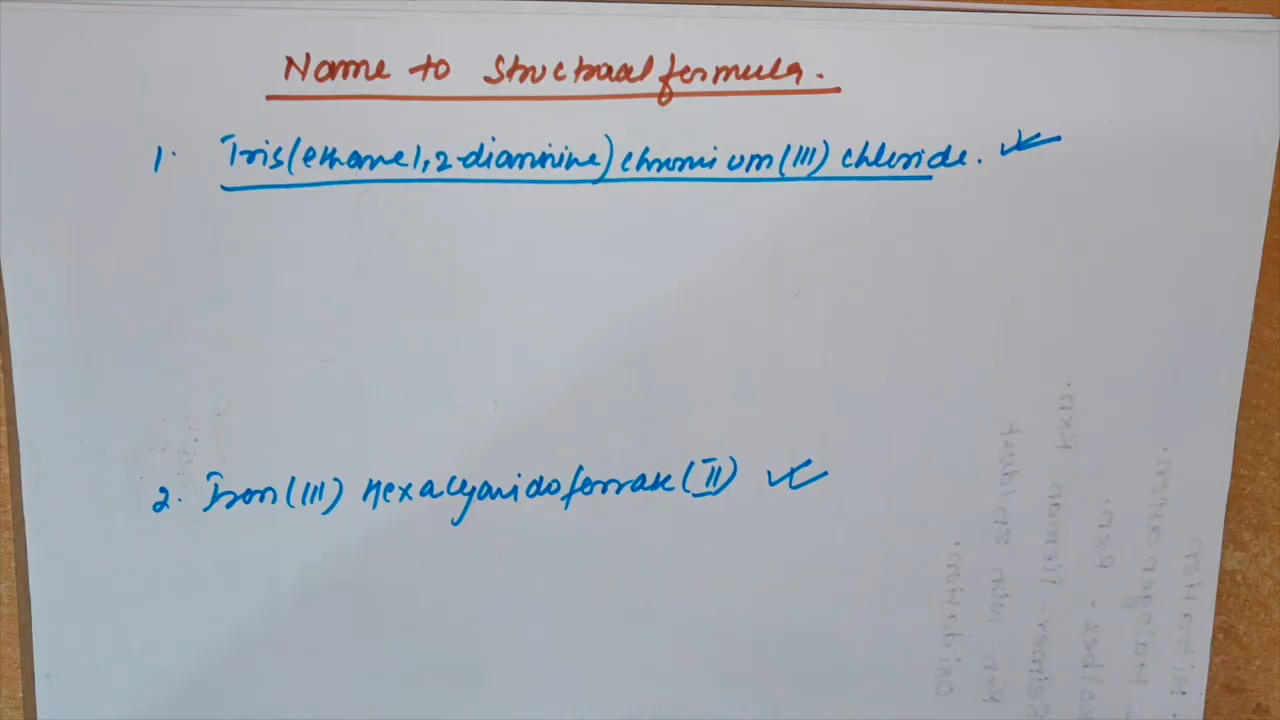 Name to Structural formula.
1. Tris(ethane1,2-diammine)chromium(III) chloride.
2. Iron(III) Hexacyanidoferrate(II)